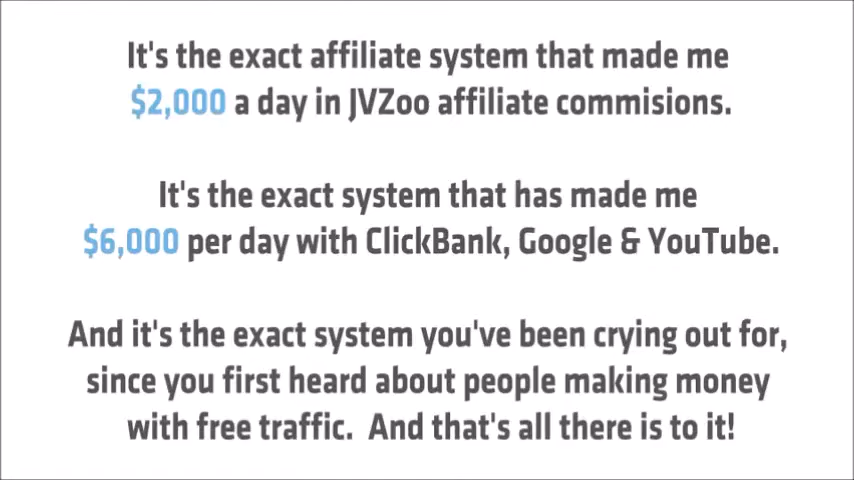 It's the exact affiliate system that made me
$2,000 a day in JVZoo affiliate commisions.
It's the exact system that has made me
$6,000 per day with ClickBank, Google & YouTube.
And it's the exact system you've been crying out for,
since you first heard about people making money
with free traffic.  And that's all there is to it!